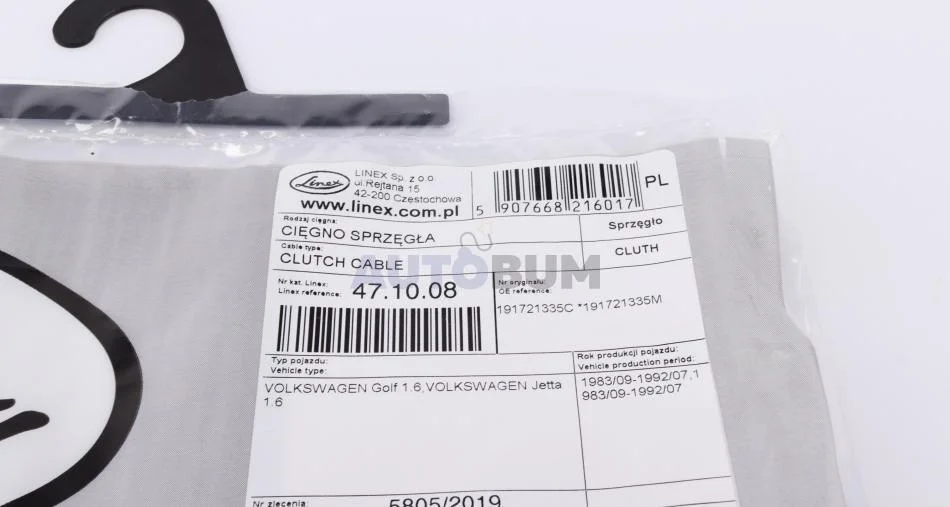 Linex
LINEX Sp. z o.o
ul.Rejtana 15
42-200 Częstochowa
www.linex.com.pl
5 907668 216017
PL
Rodzaj cięgna:
CIĘGNO SPRZĘGŁA
Sprzęgło
Cable type:
CLUTCH CABLE
CLUTH
AUTOBUM
Nr kat. Linex:
Linex reference:
47.10.08
Nr oryginału:
OE reference:
191721335C *191721335M
Typ pojazdu:
Vehicle type:
Rok produkcji pojazdu:
Vehicle production period:
VOLKSWAGEN Golf 1.6,VOLKSWAGEN Jetta
1.6
1983/09-1992/07,1
983/09-1992/07
Nr zlecenia:
5805/2019